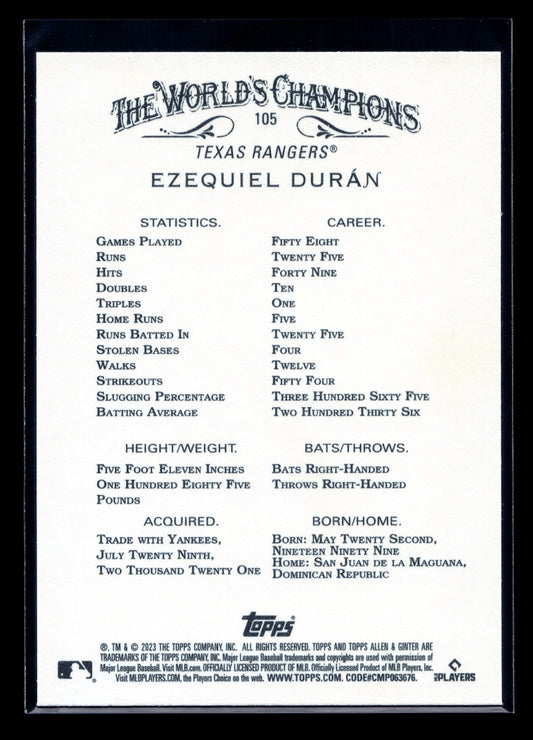 THE WORLD'S CHAMPIONS
105
TEXAS RANGERS®
EZEQUIEL DURÁN
STATISTICS. CAREER.
GAMES PLAYED FIFTY EIGHT
RUNS TWENTY FIVE
HITS FORTY NINE
DOUBLES TEN
TRIPLES ONE
HOME RUNS FIVE
RUNS BATTED IN TWENTY FIVE
STOLEN BASES FOUR
WALKS TWELVE
STRIKEOUTS FIFTY FOUR
SLUGGING PERCENTAGE THREE HUNDRED SIXTY FIVE
BATTING AVERAGE TWO HUNDRED THIRTY SIX
HEIGHT/WEIGHT.
FIVE FOOT ELEVEN INCHES
ONE HUNDRED EIGHTY FIVE
POUNDS
BATS/THROWS.
BATS RIGHT-HANDED
THROWS RIGHT-HANDED
ACQUIRED.
TRADE WITH YANKEES,
JULY TWENTY NINTH,
TWO THOUSAND TWENTY ONE
BORN/HOME.
BORN: MAY TWENTY SECOND,
NINETEEN NINETY NINE
HOME: SAN JUAN DE LA MAGUANA,
DOMINICAN REPUBLIC
topps®
®, TM & © 2023 THE TOPPS COMPANY, INC. ALL RIGHTS RESERVED. TOPPS AND TOPPS ALLEN & GINTER ARE
TRADEMARKS OF THE TOPPS COMPANY, INC. Major League Baseball trademarks and copyrights are used with permission of
Major League Baseball. Visit MLB.com. OFFICIALLY LICENSED PRODUCT OF MLB. Officially Licensed Product of MLB Players, Inc.
Visit MLBPLAYERS.COM, the Players Choice on the web. WWW.TOPPS.COM. CODE#CMP063676.
PLAYERS